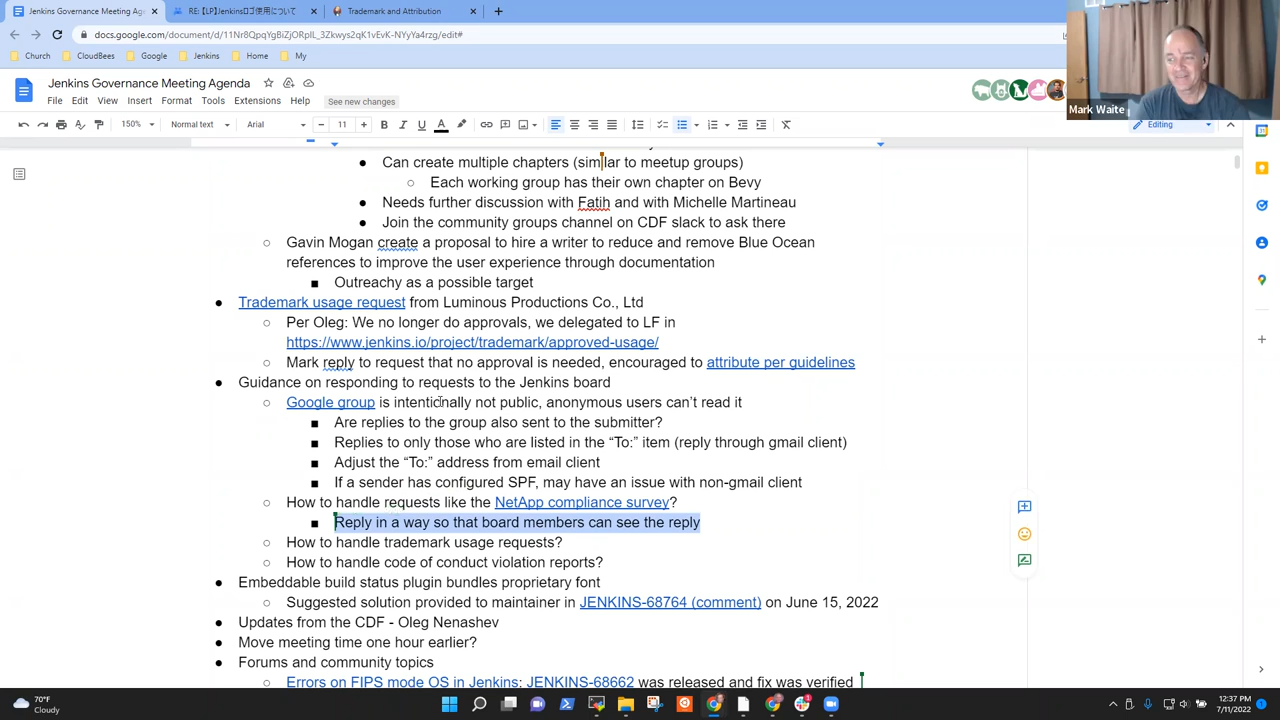 Jenkins Governance Meeting Age
RE: 【LP】Jenkinsロゴ使用について
Trademark and Attribution
docs.google.com/document/d/11Nr8QpqYgBiZjORpIL_3Zkwys2qK1vEvK-NYyYa4rzg/edit#
Church
CloudBees
Google
Jenkins
Home
My
Jenkins Governance Meeting Agenda
File Edit View Insert Format Tools Extensions Help
See new changes
150%
Normal text
Arial
11
Editing
Mark Waite
Can create multiple chapters (similar to meetup groups)
Each working group has their own chapter on Bevy
Needs further discussion with Fatih and with Michelle Martineau
Join the community groups channel on CDF slack to ask there
Gavin Mogan create a proposal to hire a writer to reduce and remove Blue Ocean
references to improve the user experience through documentation
Outreachy as a possible target
Trademark usage request from Luminous Productions Co., Ltd
Per Oleg: We no longer do approvals, we delegated to LF in
https://www.jenkins.io/project/trademark/approved-usage/
Mark reply to request that no approval is needed, encouraged to attribute per guidelines
Guidance on responding to requests to the Jenkins board
Google group is intentionally not public, anonymous users can't read it
Are replies to the group also sent to the submitter?
Replies to only those who are listed in the “To:” item (reply through gmail client)
Adjust the “To:” address from email client
If a sender has configured SPF, may have an issue with non-gmail client
How to handle requests like the NetApp compliance survey?
Reply in a way so that board members can see the reply
How to handle trademark usage requests?
How to handle code of conduct violation reports?
Embeddable build status plugin bundles proprietary font
Suggested solution provided to maintainer in JENKINS-68764 (comment) on June 15, 2022
Updates from the CDF - Oleg Nenashev
Move meeting time one hour earlier?
Forums and community topics
Errors on FIPS mode OS in Jenkins: JENKINS-68662 was released and fix was verified
70°F
Cloudy
12:37 PM
7/11/2022